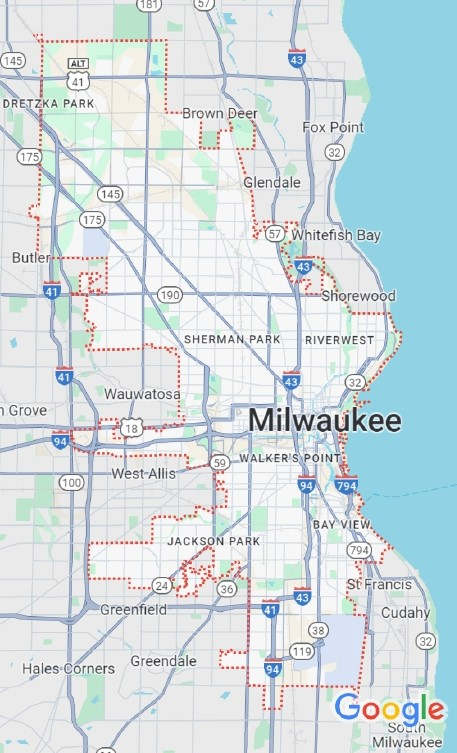 181
57
145
43
ALT
41
DRETZKA PARK
Brown Deer
Fox Point
32
175
Glendale
145
175
57
Whitefish Bay
Butler
43
41
190
Shorewood
SHERMAN PARK
RIVERWEST
41
43
32
Wauwatosa
n Grove
18
Milwaukee
94
59
WALKER'S POINT
West Allis
100
94
794
BAY VIEW
JACKSON PARK
794
24
36
St Francis
43
41
Greenfield
Cudahy
38
32
119
Greendale
94
Hales Corners
Google
South
Milwaukee